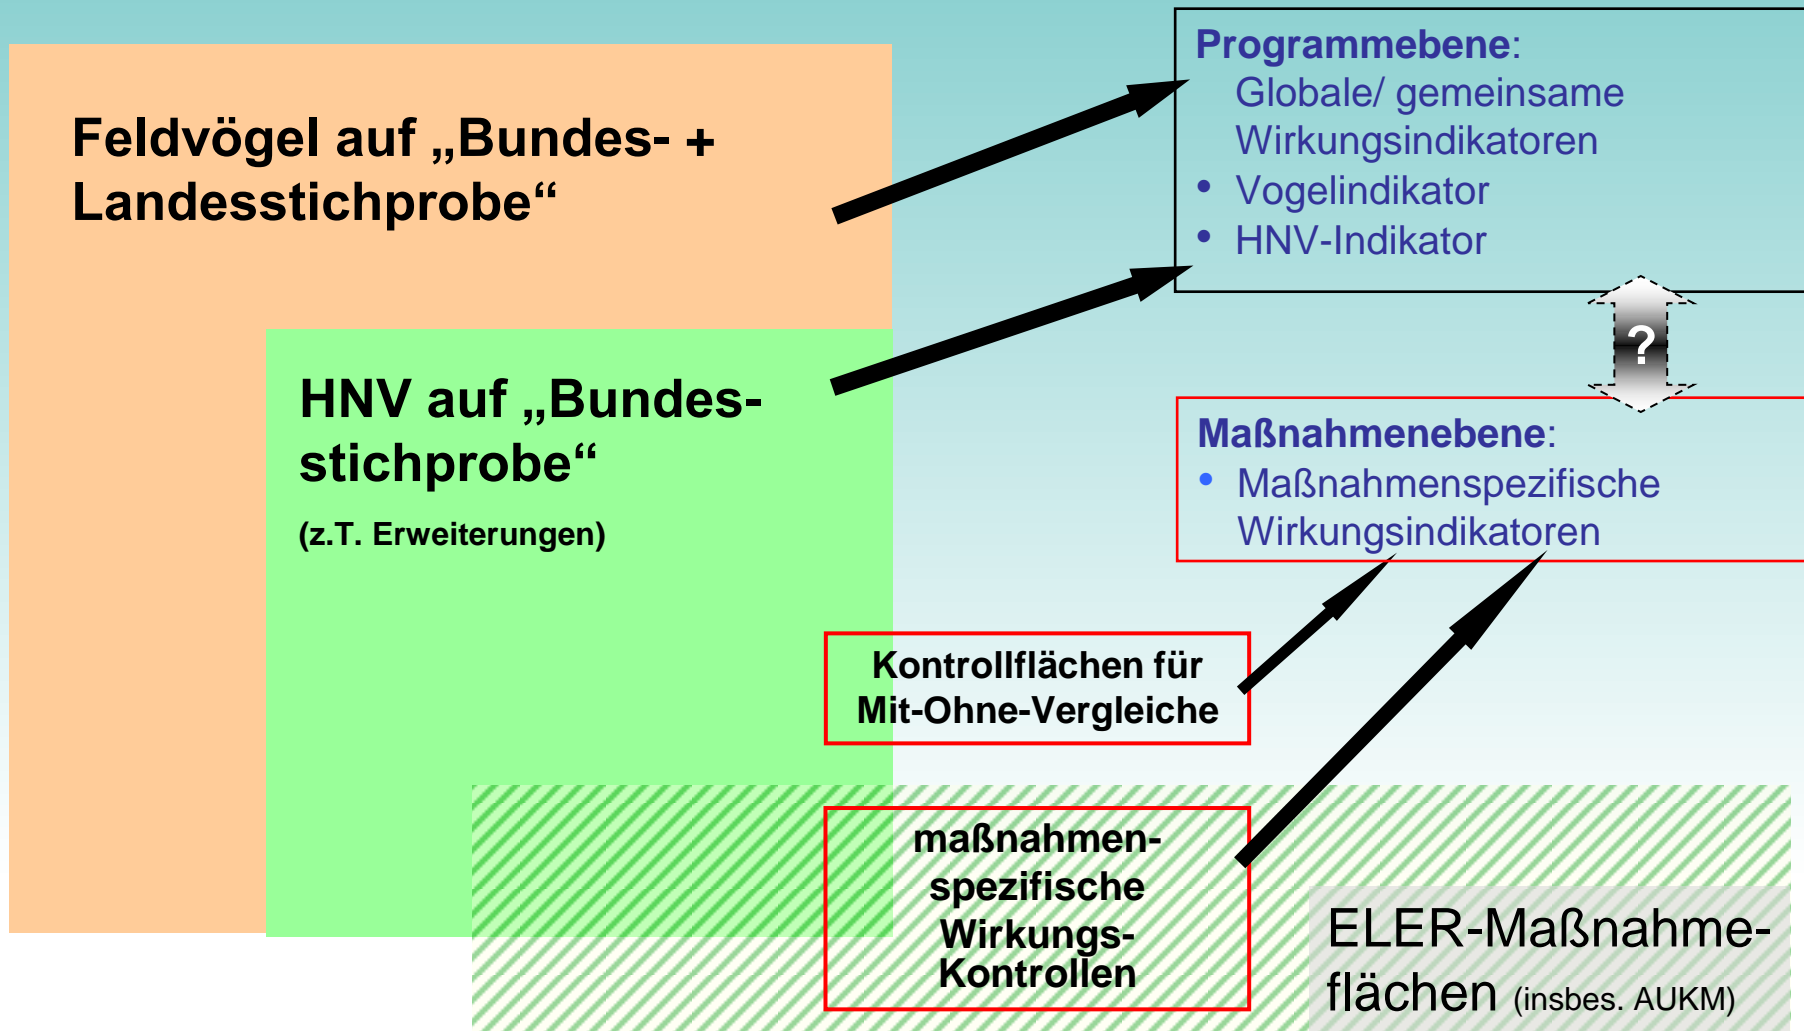 Feldvögel auf „Bundes- +
Landesstichprobe“
HNV auf „Bundes-
stichprobe“
(z.T. Erweiterungen)
Programmebene:
Globale/ gemeinsame
Wirkungsindikatoren
• Vogelindikator
• HNV-Indikator
?
Maßnahmenebene:
• Maßnahmenspezifische
Wirkungsindikatoren
Kontrollflächen für
Mit-Ohne-Vergleiche
maßnahmen-
spezifische
Wirkungs-
Kontrollen
ELER-Maßnahme-
flächen (insbes. AUKM)